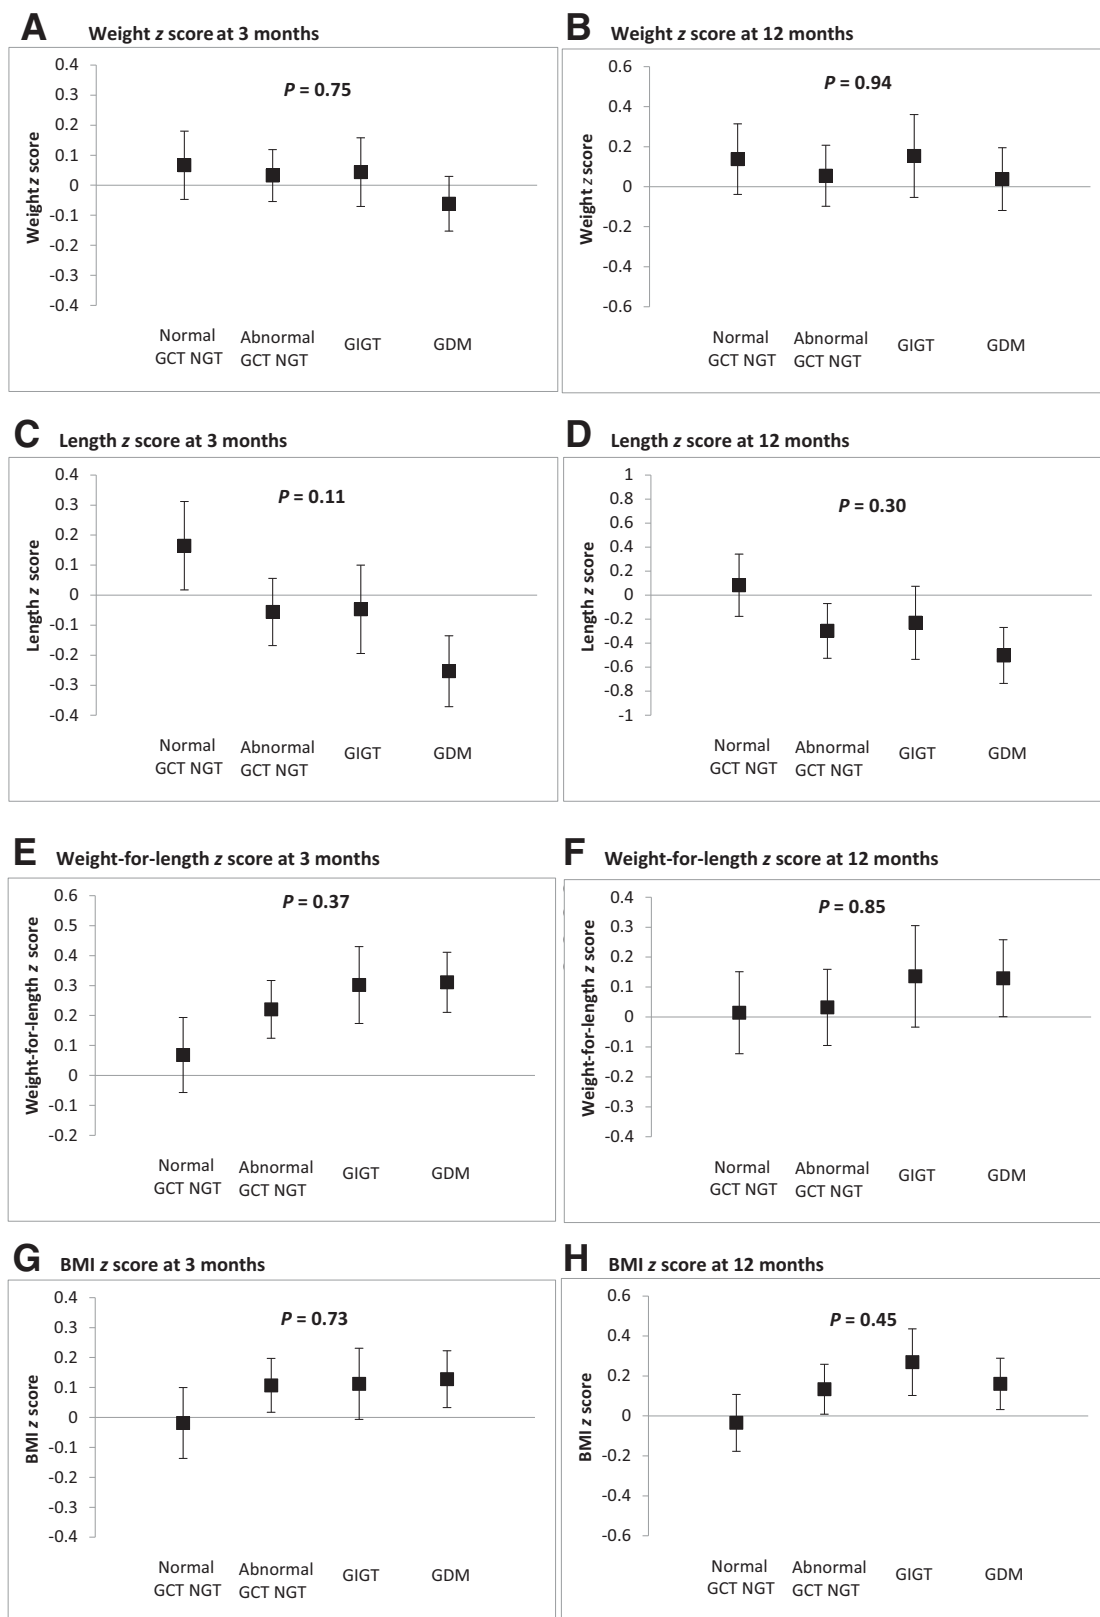 A Weight z score at 3 months
P = 0.75
Weight z score
0.4
0.3
0.2
0.1
0
-0.1
-0.2
-0.3
-0.4
Normal
GCT NGT
Abnormal
GCT NGT
GIGT
GDM
B Weight z score at 12 months
P = 0.94
Weight z score
0.6
0.4
0.2
0
-0.2
-0.4
-0.6
Normal
GCT NGT
Abnormal
GCT NGT
GIGT
GDM
C Length z score at 3 months
P = 0.11
Length z score
0.4
0.3
0.2
0.1
0
-0.1
-0.2
-0.3
-0.4
Normal
GCT NGT
Abnormal
GCT NGT
GIGT
GDM
D Length z score at 12 months
P = 0.30
Length z score
1
0.8
0.6
0.4
0.2
0
-0.2
-0.4
-0.6
-0.8
-1
Normal
GCT NGT
Abnormal
GCT NGT
GIGT
GDM
E Weight-for-length z score at 3 months
P = 0.37
Weight-for-length z score
0.6
0.5
0.4
0.3
0.2
0.1
0
-0.1
-0.2
Normal
GCT NGT
Abnormal
GCT NGT
GIGT
GDM
F Weight-for-length z score at 12 months
P = 0.85
Weight-for-length z score
0.4
0.3
0.2
0.1
0
-0.1
-0.2
-0.3
-0.4
Normal
GCT NGT
Abnormal
GCT NGT
GIGT
GDM
G BMI z score at 3 months
P = 0.73
BMI z score
0.4
0.3
0.2
0.1
0
-0.1
-0.2
-0.3
-0.4
Normal
GCT NGT
Abnormal
GCT NGT
GIGT
GDM
H BMI z score at 12 months
P = 0.45
BMI z score
0.6
0.4
0.2
0
-0.2
-0.4
-0.6
Normal
GCT NGT
Abnormal
GCT NGT
GIGT
GDM